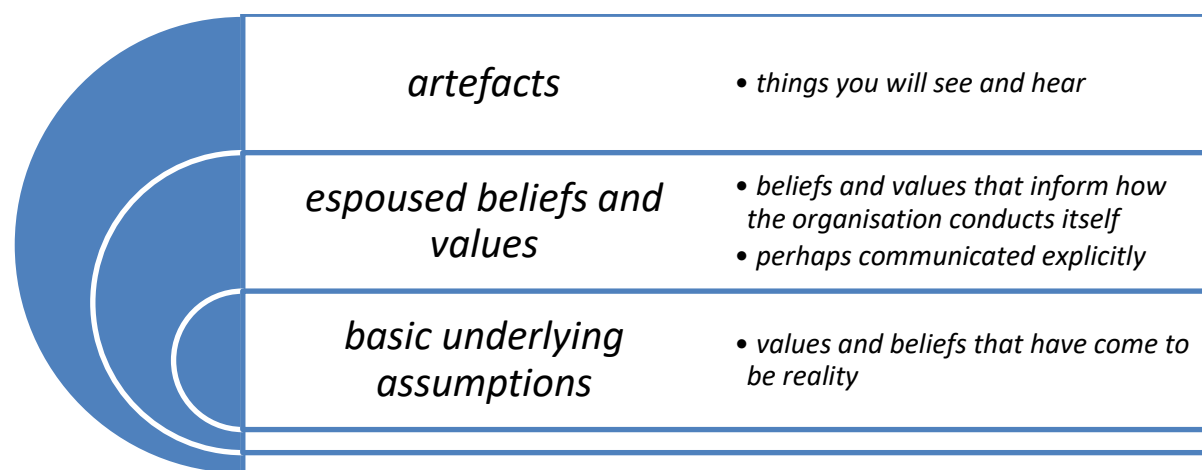 artefacts
• things you will see and hear
espoused beliefs and
values
• beliefs and values that inform how
the organisation conducts itself
• perhaps communicated explicitly
basic underlying
assumptions
• values and beliefs that have come to
be reality